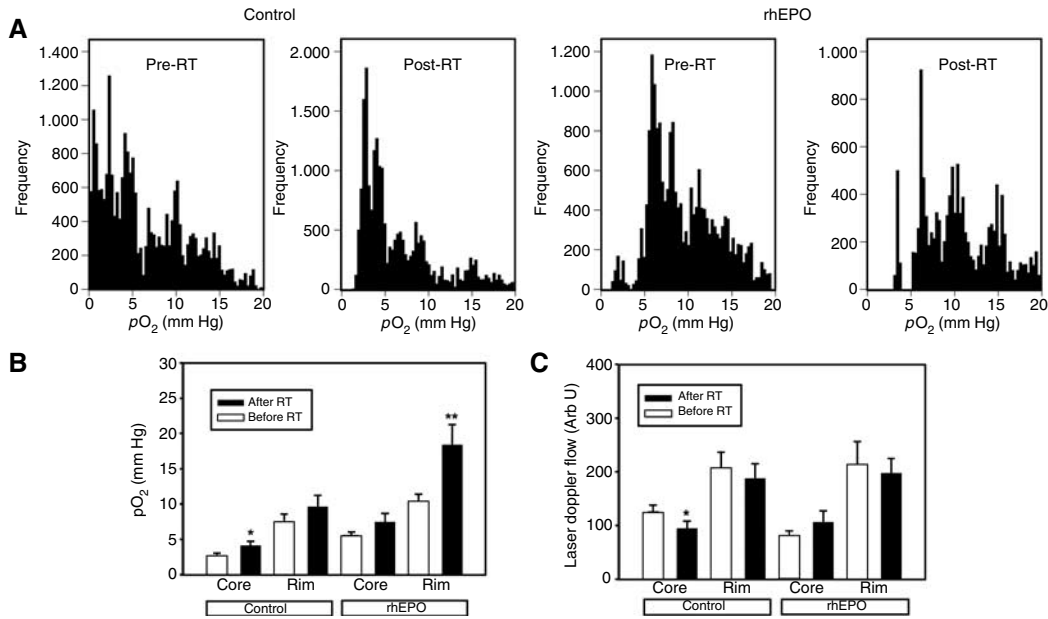 Control
rhEPO
A
Pre-RT
Frequency
1.400
1.200
1.000
800
600
400
200
0
0 5 10 15 20
pO2 (mm Hg)
Post-RT
Frequency
2.000
1.500
1.000
500
0
0 5 10 15 20
pO2 (mm Hg)
Pre-RT
Frequency
1.200
1.000
800
600
400
200
0
0 5 10 15 20
pO2 (mm Hg)
Post-RT
Frequency
1.000
800
600
400
200
0
0 5 10 15 20
pO2 (mm Hg)
B
pO2 (mm Hg)
30
25
20
15
10
5
0
After RT
Before RT
*
**
Core Rim Core Rim
Control rhEPO
C
Laser doppler flow (Arb U)
400
300
200
100
0
After RT
Before RT
*
Core Rim Core Rim
Control rhEPO